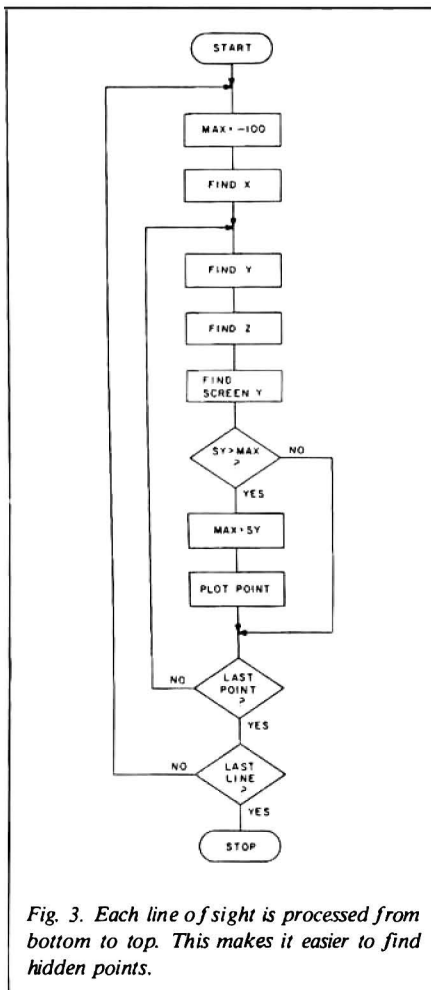 START
MAX = -100
FIND X
FIND Y
FIND Z
FIND
SCREEN Y
SY > MAX
?
NO
YES
MAX = SY
PLOT POINT
LAST
POINT
?
NO
YES
LAST
LINE
?
NO
YES
STOP
Fig. 3. Each line of sight is processed from
bottom to top. This makes it easier to find
hidden points.